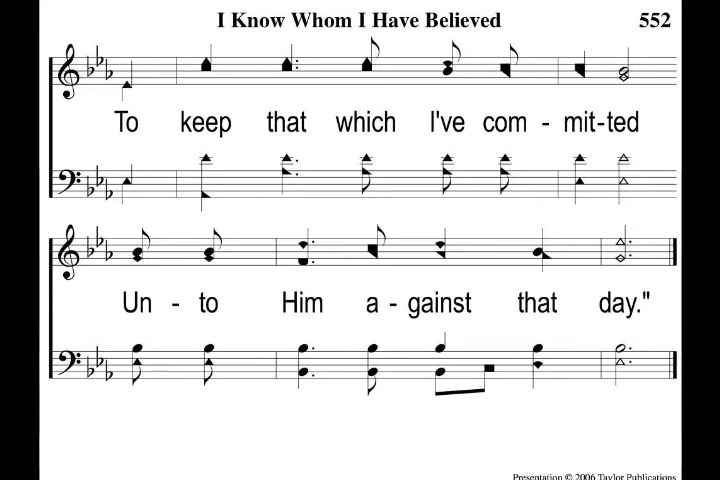 I Know Whom I Have Believed 552
To keep that which I've com - mit-ted
Un - to Him a-gainst that day."
Presentation © 2006 Taylor Publications